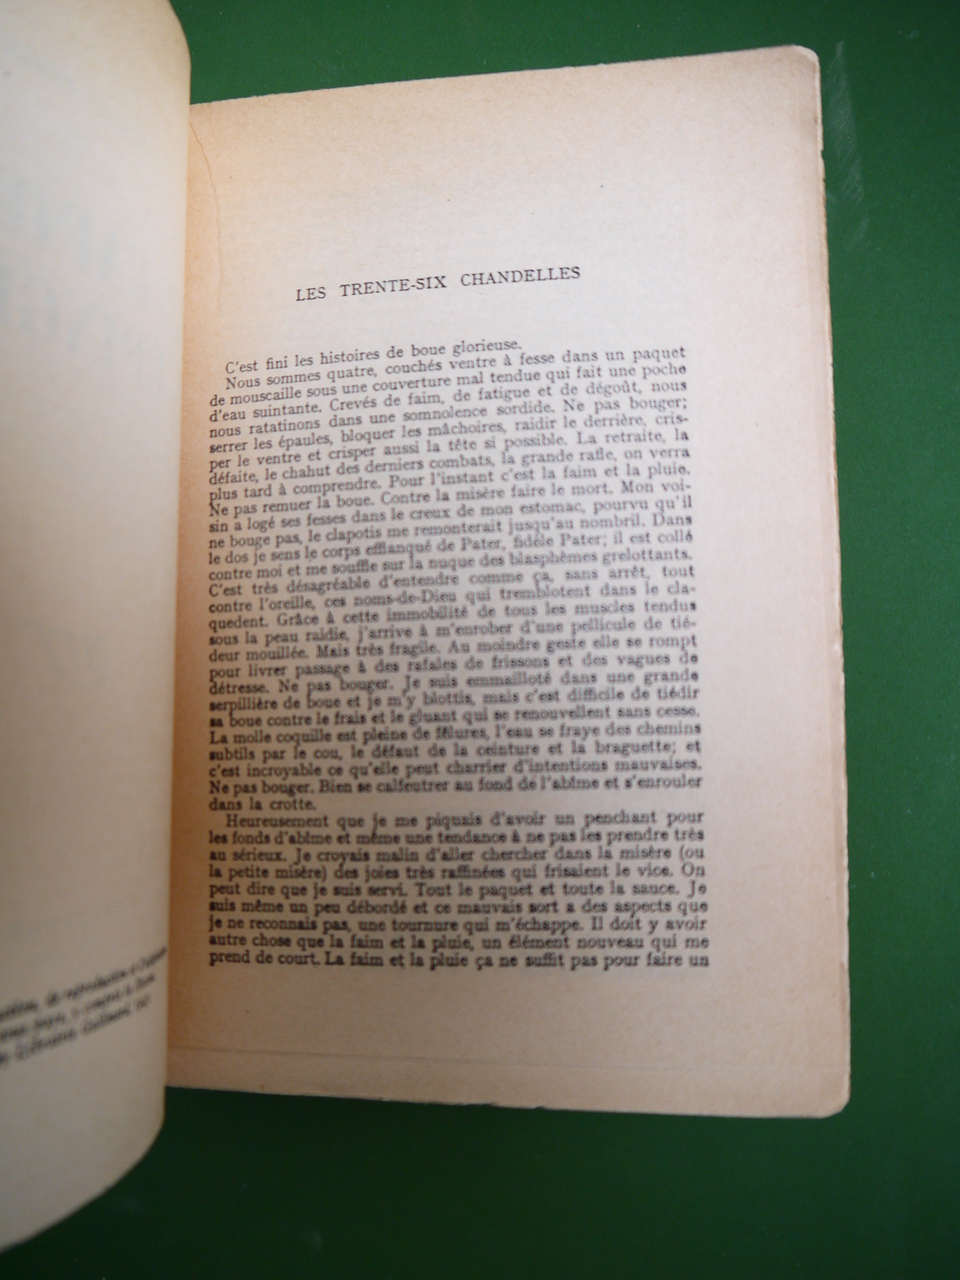 LES TRENTE-SIX CHANDELLES
C'est fini les histoires de boue glorieuse.
Nous sommes quatre, couchés ventre à fesse dans un paquet
de mouscaille sous une couverture mal tendue qui fait une poche
d'eau suintante. Crevés de faim, de fatigue et de dégoût, nous
nous ratatinons dans une somnolence sordide. Ne pas bouger;
serrer les épaules, bloquer les mâchoires, raidir le derrière, cris-
per le ventre et crisper aussi la tête si possible. La retraite, la
défaite, le chahut des derniers combats, la grande rafle, on verra
plus tard à comprendre. Pour l'instant c'est la faim et la pluie.
Ne pas remuer la boue. Contre la misère faire le mort. Mon voi-
sin a logé ses fesses dans le creux de mon estomac, pourvu qu'il
ne bouge pas, le clapotis me remonterait jusqu'au nombril. Dans
le dos je sens le corps efflanqué de Pater, fidèle Pater; il est collé
contre moi et me souffle sur la nuque des blasphèmes grelottants.
C'est très désagréable d'entendre comme ça, sans arrêt, tout
contre l'oreille, ces noms-de-Dieu qui tremblotent dans le cla-
quedent. Grâce à cette immobilité de tous les muscles tendus
sous la peau raidie, j'arrive à m'enrober d'une pellicule de tié-
deur mouillée. Mais très fragile. Au moindre geste elle se rompt
pour livrer passage à des rafales de frissons et des vagues de
détresse. Ne pas bouger. Je suis emmailloté dans une grande
serpillière de boue et je m'y blottis, mais c'est difficile de tiédir
sa boue contre le frais et le gluant qui se renouvellent sans cesse.
La molle coquille est pleine de fêlures, l'eau se fraye des chemins
subtils par le cou, le défaut de la ceinture et la braguette; et
c'est incroyable ce qu'elle peut charrier d'intentions mauvaises.
Ne pas bouger. Bien se calfeutrer au fond de l'abîme et s'enrouler
dans la crotte.
Heureusement que je me piquais d'avoir un penchant pour
les fonds d'abîme et même une tendance à ne pas les prendre très
au sérieux. Je croyais malin d'aller chercher dans la misère (ou
la petite misère) des joies très raffinées qui frisaient le vice. On
peut dire que je suis servi. Tout le paquet et toute la sauce. Je
suis même un peu débordé et ce mauvais sort a des aspects que
je ne reconnais pas, une tournure qui m'échappe. Il doit y avoir
autre chose que la faim et la pluie, un élément nouveau qui me
prend de court. La faim et la pluie ça ne suffit pas pour faire un
de reproduction
Gallimard